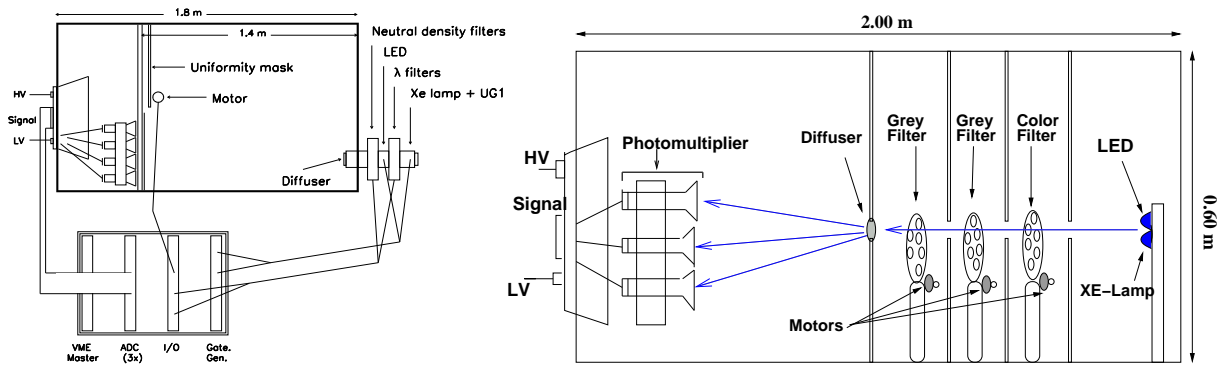 1.8 m
1.4 m
Neutral density filters
LED
λ filters
Xe lamp + UG1
Uniformity mask
Motor
HV
Signal
LV
Diffuser
VME
Master
ADC
(3x)
I/O
Gate.
Gen.
2.00 m
Grey
Filter
Grey
Filter
Color
Filter
Diffuser
Photomultiplier
LED
HV
Signal
LV
0.60 m
XE-Lamp
Motors